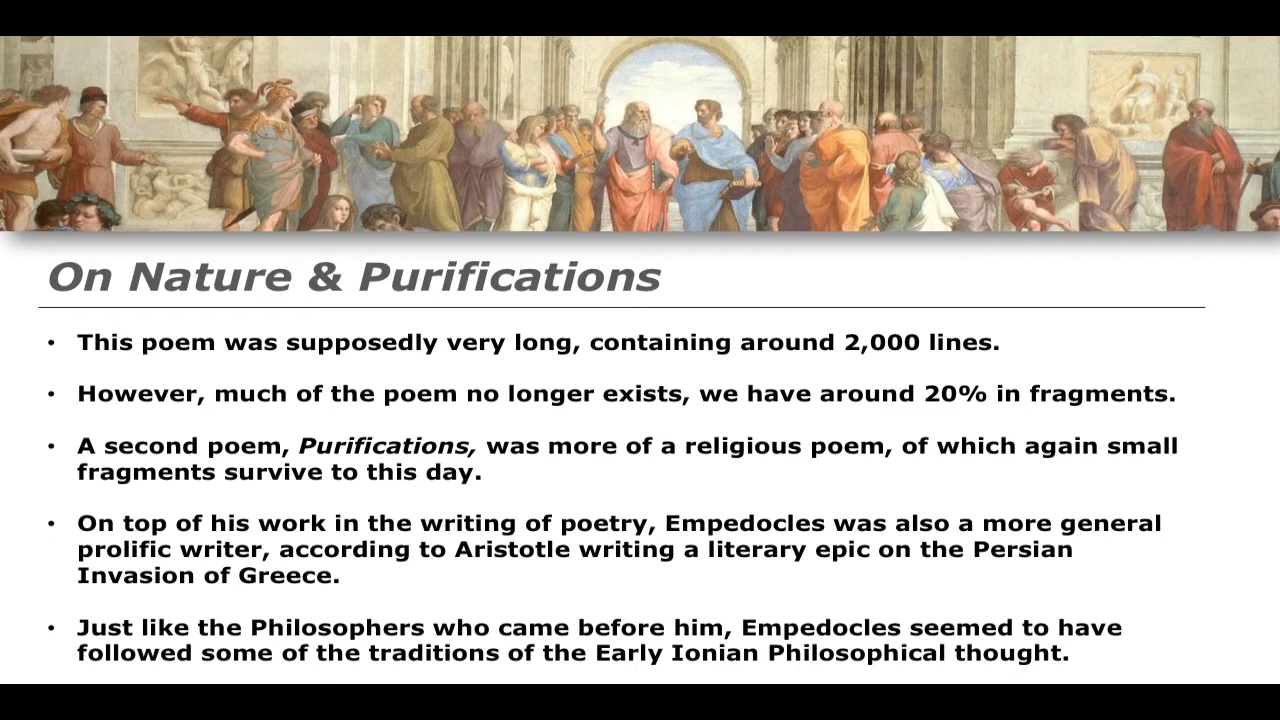 On Nature & Purifications
• This poem was supposedly very long, containing around 2,000 lines.
• However, much of the poem no longer exists, we have around 20% in fragments.
• A second poem, Purifications, was more of a religious poem, of which again small
fragments survive to this day.
• On top of his work in the writing of poetry, Empedocles was also a more general
prolific writer, according to Aristotle writing a literary epic on the Persian
Invasion of Greece.
• Just like the Philosophers who came before him, Empedocles seemed to have
followed some of the traditions of the Early Ionian Philosophical thought.